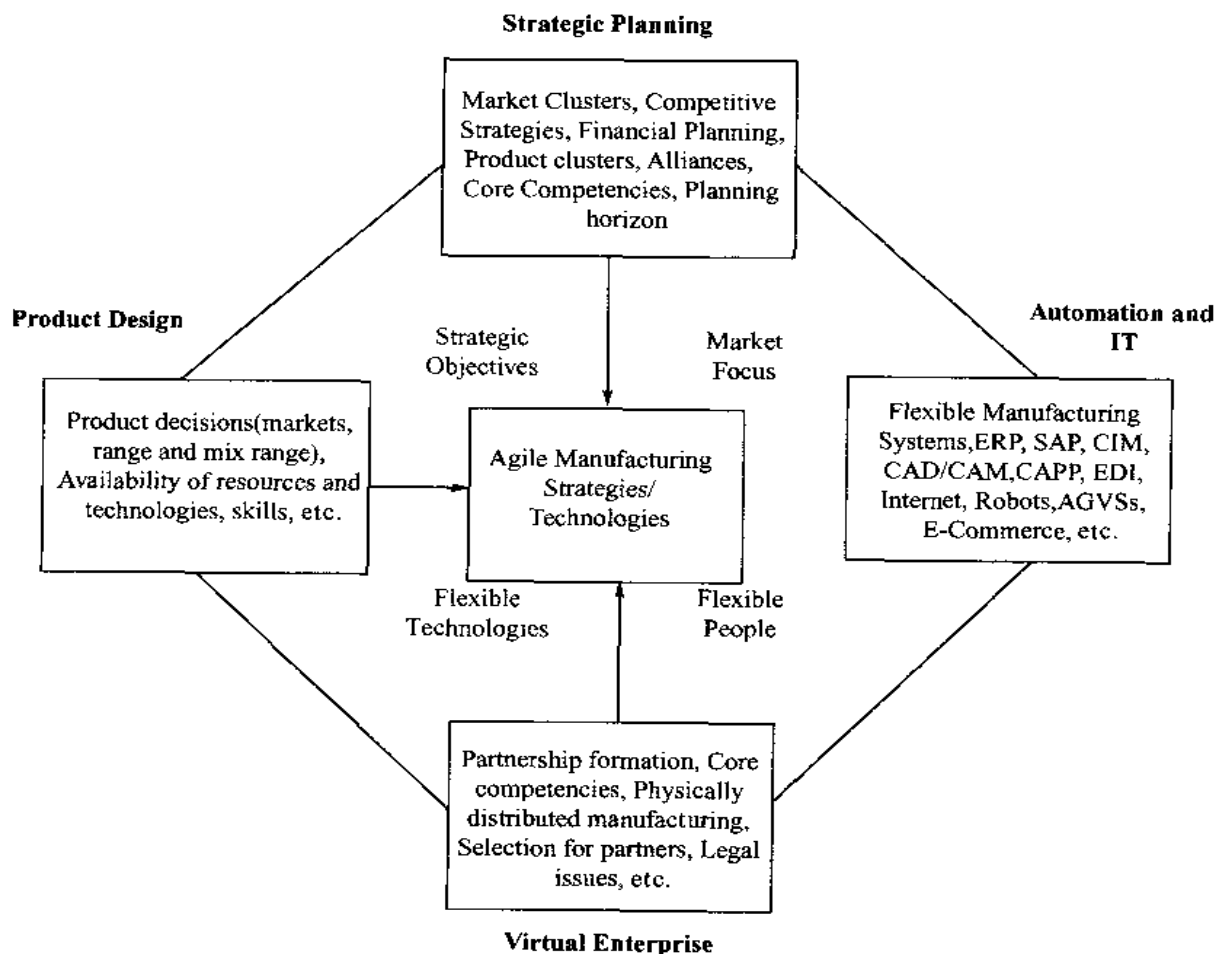 Strategic Planning
Market Clusters, Competitive
Strategies, Financial Planning,
Product clusters, Alliances,
Core Competencies, Planning
horizon
Product Design
Automation and
IT
Strategic
Objectives
Market
Focus
Product decisions(markets,
range and mix range),
Availability of resources and
technologies, skills, etc.
Agile Manufacturing
Strategies/
Technologies
Flexible Manufacturing
Systems,ERP, SAP, CIM,
CAD/CAM,CAPP, EDI,
Internet, Robots,AGVSs,
E-Commerce, etc.
Flexible
Technologies
Flexible
People
Partnership formation, Core
competencies, Physically
distributed manufacturing,
Selection for partners, Legal
issues, etc.
Virtual Enterprise